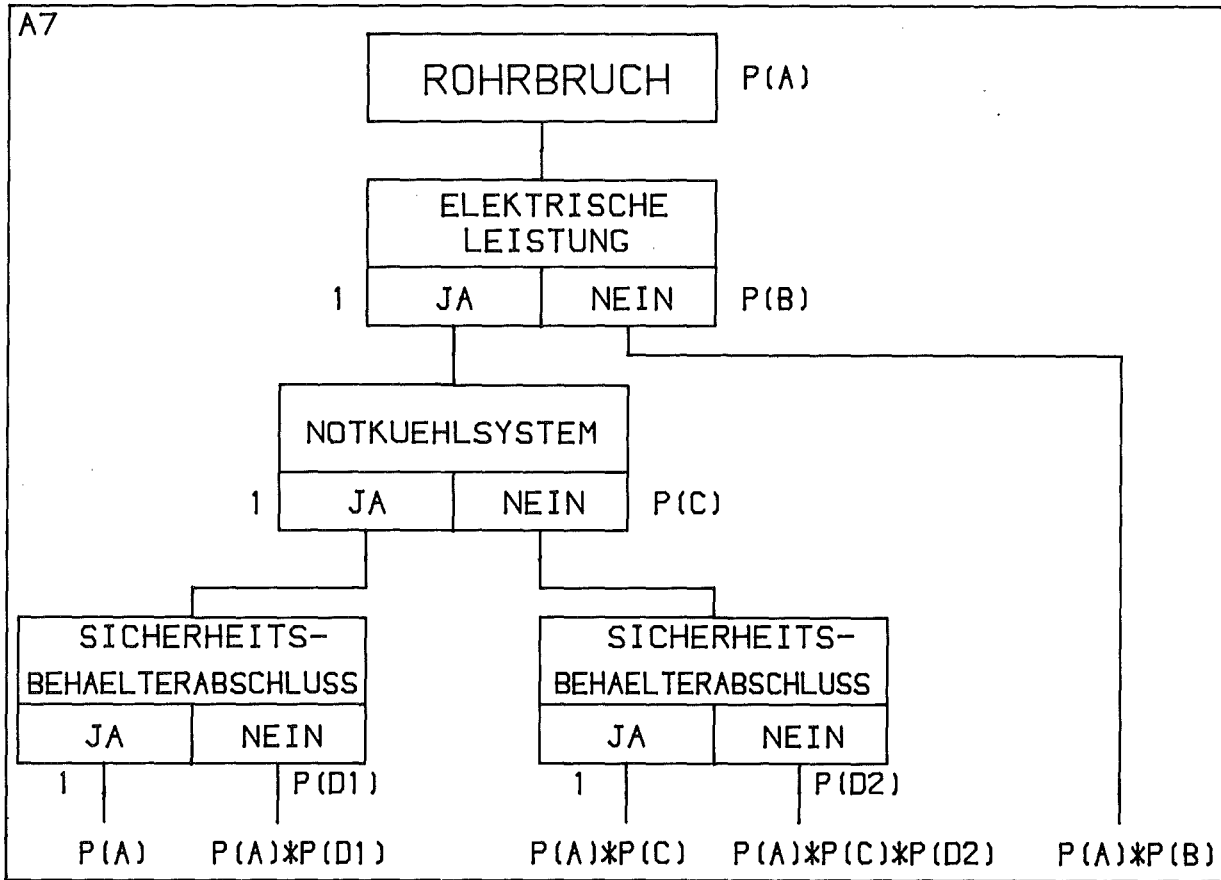 A7
ROHRBRUCH P(A)
ELEKTRISCHE
LEISTUNG
1 JA NEIN P(B)
NOTKUEHLSYSTEM
1 JA NEIN P(C)
SICHERHEITS- SICHERHEITS-
BEHAELTERABSCHLUSS BEHAELTERABSCHLUSS
JA NEIN JA NEIN
1 P(D1) 1 P(D2)
P(A) P(A)*P(D1) P(A)*P(C) P(A)*P(C)*P(D2) P(A)*P(B)